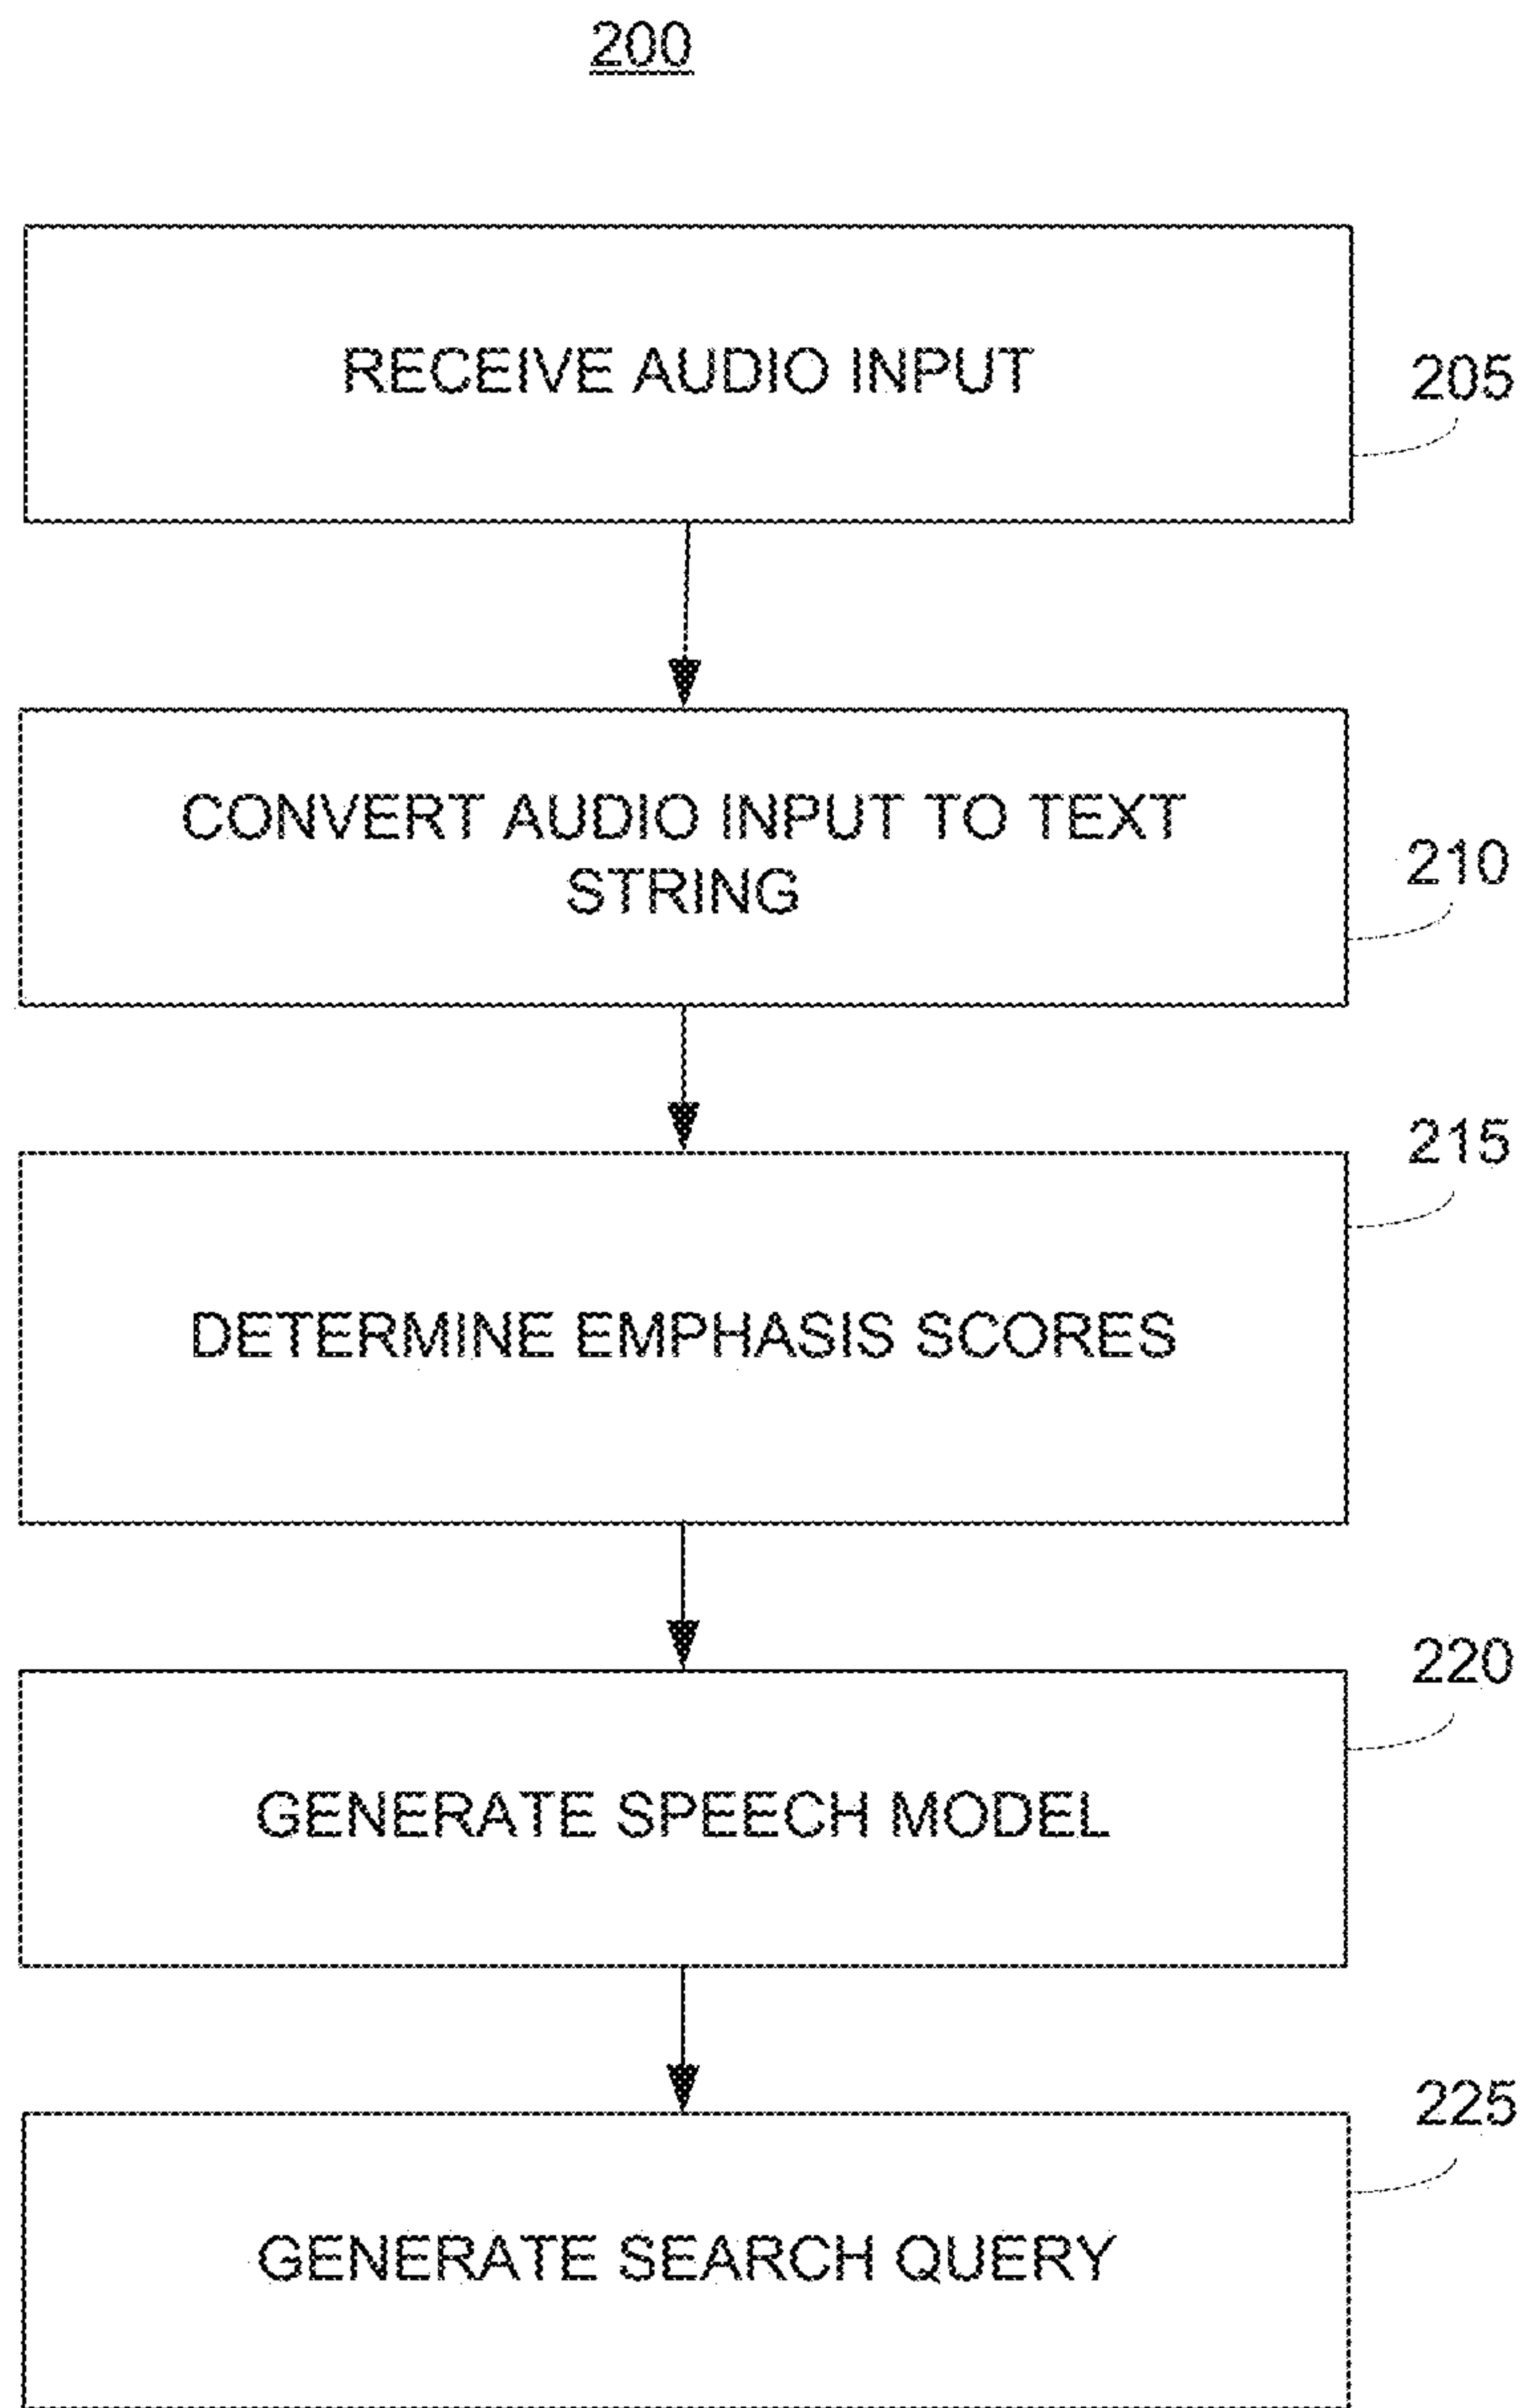 200
RECEIVE AUDIO INPUT
205
CONVERT AUDIO INPUT TO TEXT
STRING
210
215
DETERMINE EMPHASIS SCORES
220
GENERATE SPEECH MODEL
225
GENERATE SEARCH QUERY